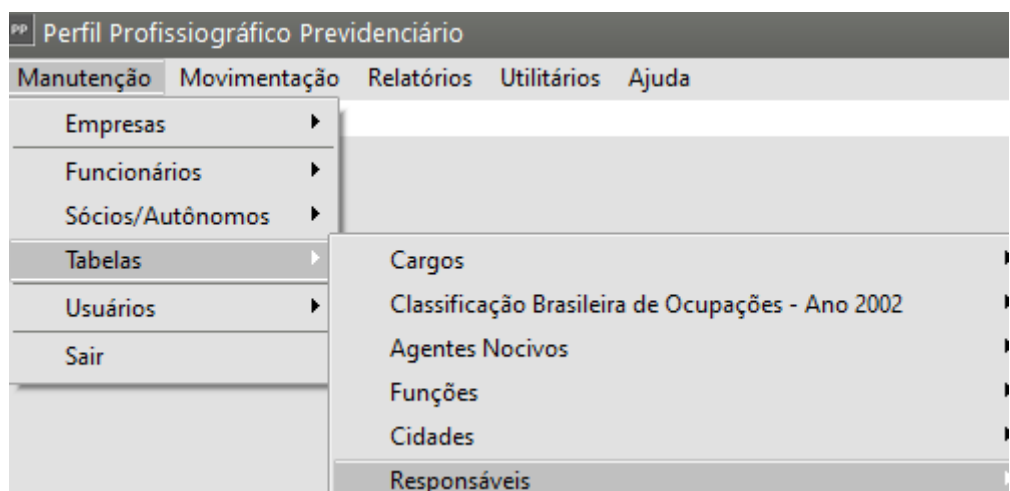 PP Perfil Profissiográfico Previdenciário
Manutenção Movimentação Relatórios Utilitários Ajuda
Empresas
Funcionários
Sócios/Autônomos
Tabelas
Usuários
Sair
Cargos
Classificação Brasileira de Ocupações - Ano 2002
Agentes Nocivos
Funções
Cidades
Responsáveis